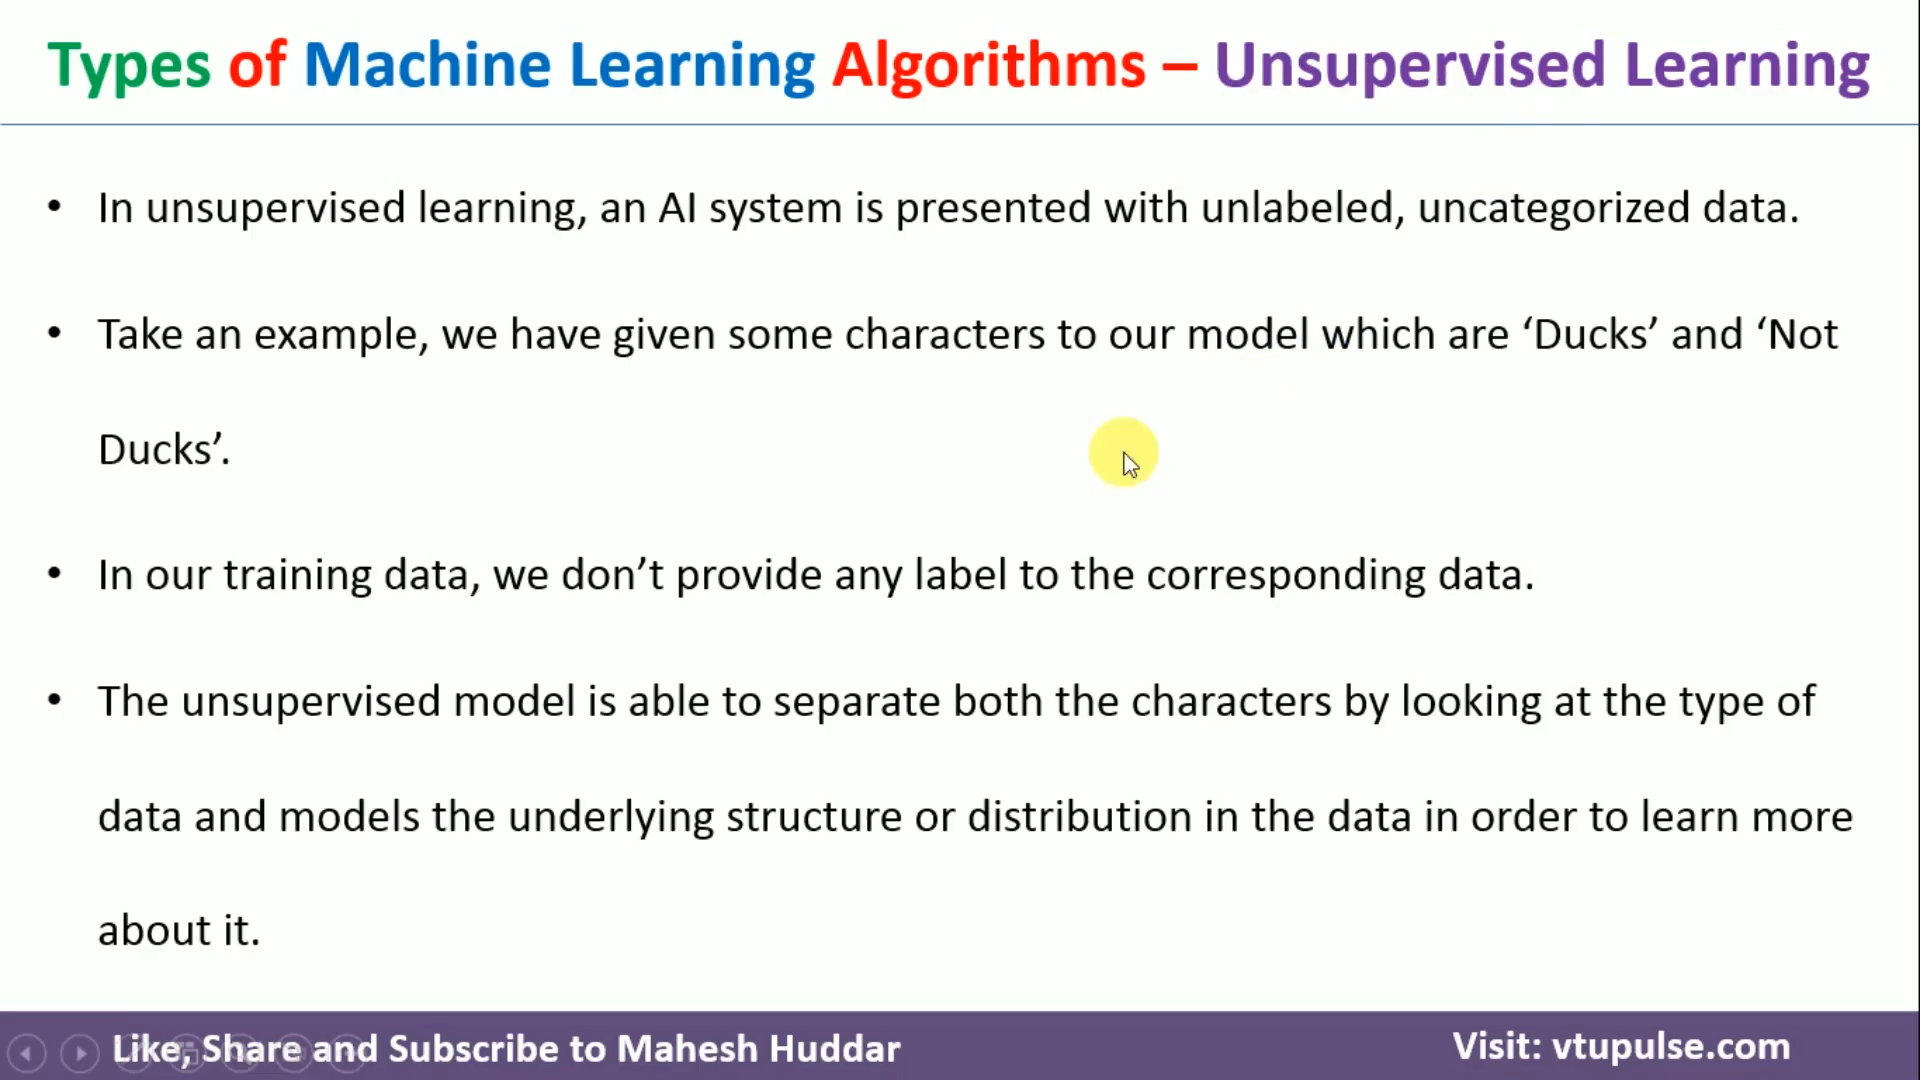 Types of Machine Learning Algorithms – Unsupervised Learning
• In unsupervised learning, an AI system is presented with unlabeled, uncategorized data.
• Take an example, we have given some characters to our model which are ‘Ducks’ and ‘Not
Ducks’.
• In our training data, we don’t provide any label to the corresponding data.
• The unsupervised model is able to separate both the characters by looking at the type of
data and models the underlying structure or distribution in the data in order to learn more
about it.
Like, Share and Subscribe to Mahesh Huddar
Visit: vtupulse.com